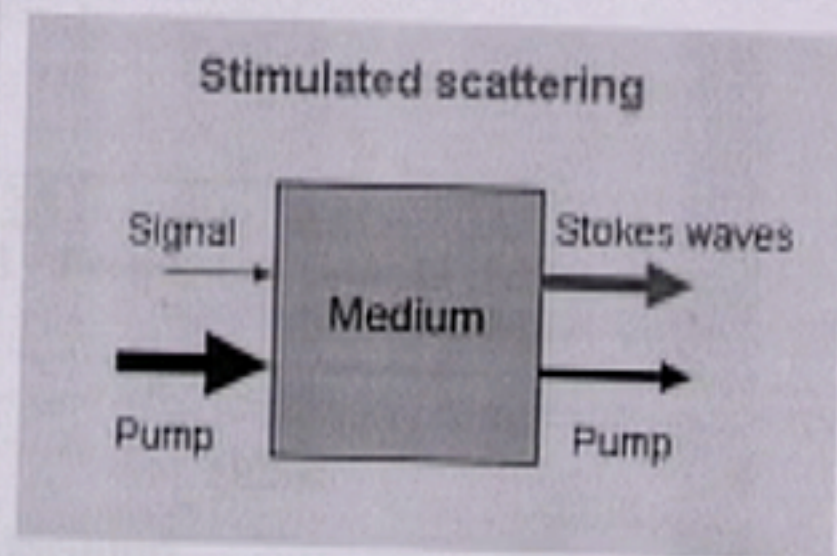 Stimulated scattering
Signal
Stokes waves
Medium
Pump
Pump